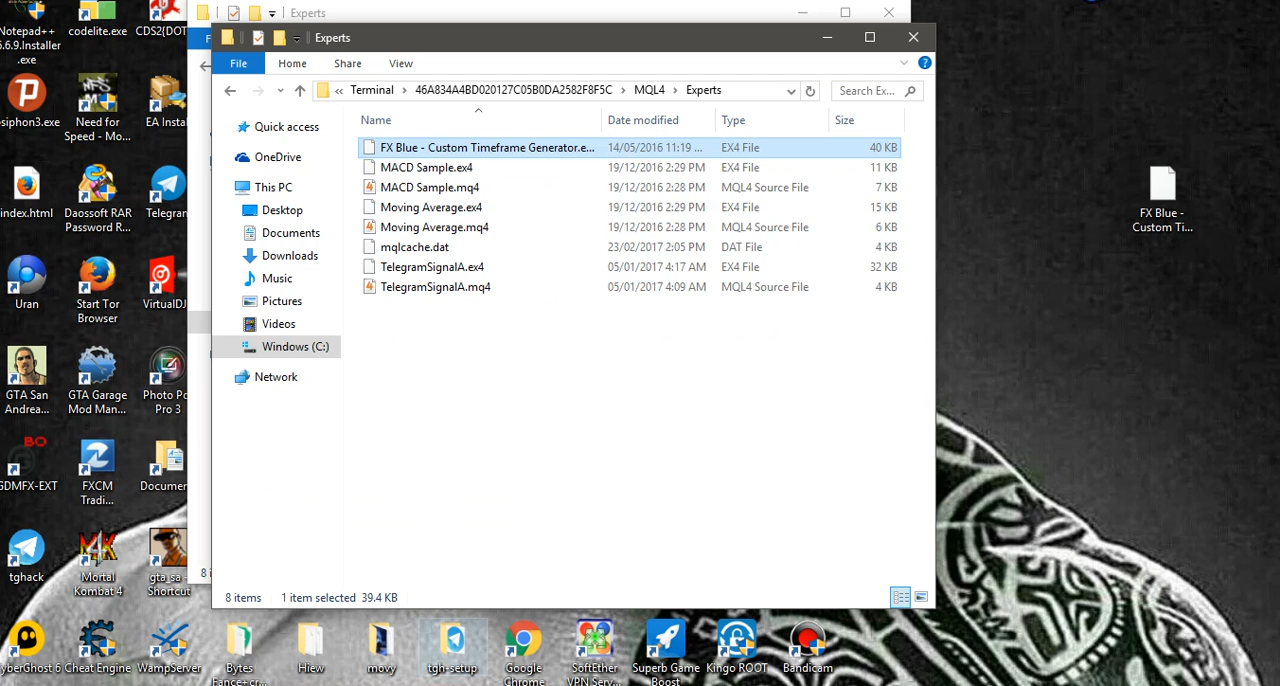 Experts
Experts
File
Home
Share
View
«
Terminal
46A834A4BD020127C05B0DA2582F8F5C
MQL4
Experts
Search Ex...
Quick access
OneDrive
This PC
Desktop
Documents
Downloads
Music
Pictures
Videos
Windows (C:)
Network
Name Date modified Type Size
FX Blue - Custom Timeframe Generator.e... 14/05/2016 11:19 ... EX4 File 40 KB
MACD Sample.ex4 19/12/2016 2:29 PM EX4 File 11 KB
MACD Sample.mq4 19/12/2016 2:28 PM MQL4 Source File 7 KB
Moving Average.ex4 19/12/2016 2:29 PM EX4 File 15 KB
Moving Average.mq4 19/12/2016 2:28 PM MQL4 Source File 6 KB
mqlcache.dat 23/02/2017 2:05 PM DAT File 4 KB
TelegramSignalA.ex4 05/01/2017 4:17 AM EX4 File 32 KB
TelegramSignalA.mq4 05/01/2017 4:09 AM MQL4 Source File 4 KB
8 items 1 item selected 39.4 KB
8 i
F
Notepad++
6.6.9.Installer
.exe
codelite.exe
CDS2{DOT
siphon3.exe
Need for
Speed - Mo...
EA Instal
index.html
Daossoft RAR
Password R...
Telegra
Uran
Start Tor
Browser
VirtualDJ
GTA San
Andrea...
GTA Garage
Mod Man...
Photo Po
Pro 3
BO
GDMFX-EXT
FXCM
Tradi...
Documen
tghack
Mortal
Kombat 4
gta_sa -
Shortcut
yberGhost 6
Cheat Engine
WampServer
Bytes
Fance+cr...
Hiew
movy
tgh-setup
Google
Chrome
SoftEther
VPN Serv...
Superb Game
Boost
Kingo ROOT
Bandicam
FX Blue -
Custom Ti...